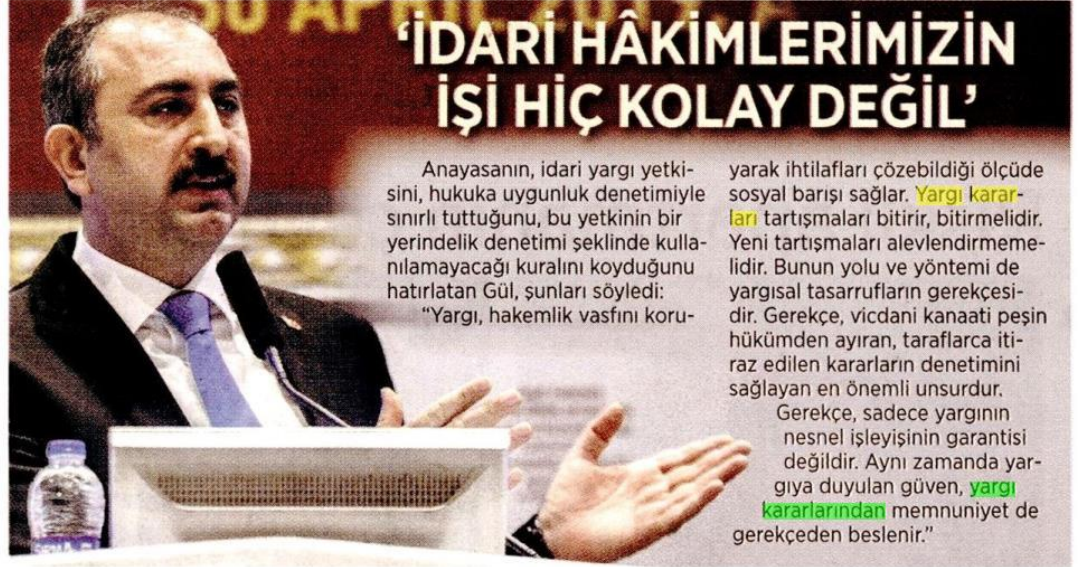 30 APRIL 2019, A
‘İDARİ HÂKİMLERİMİZİN
İŞİ HİÇ KOLAY DEĞİL’
Anayasanın, idari yargı yetki-
sini, hukuka uygunluk denetimiyle
sınırlı tuttuğunu, bu yetkinin bir
yerindelik denetimi şeklinde kulla-
nılamayacağı kuralını koyduğunu
hatırlatan Gül, şunları söyledi:
“Yargı, hakemlik vasfını koru-
yarak ihtilafları çözebildiği ölçüde
sosyal barışı sağlar. Yargı karar-
ları tartışmaları bitirir, bitirmelidir.
Yeni tartışmaları alevlendirmeme-
lidir. Bunun yolu ve yöntemi de
yargısal tasarrufların gerekçesi-
dir. Gerekçe, vicdani kanaati peşin
hükümden ayıran, taraflarca iti-
raz edilen kararların denetimini
sağlayan en önemli unsurdur.
Gerekçe, sadece yargının
nesnel işleyişinin garantisi
değildir. Aynı zamanda yar-
gıya duyulan güven, yargı
kararlarından memnuniyet de
gerekçeden beslenir.”